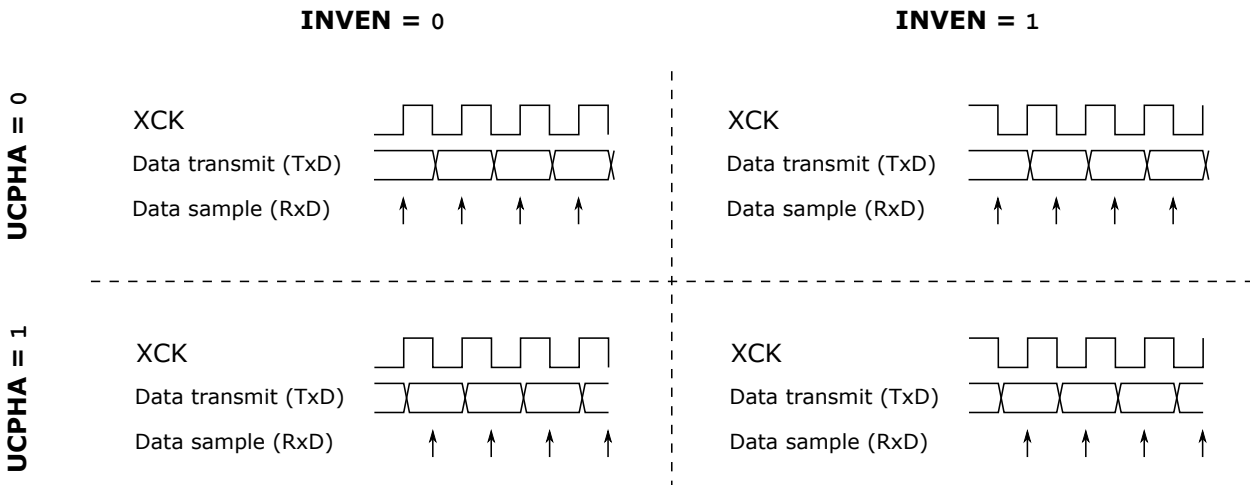 INVEN = 0
INVEN = 1
UCPHA = 0
XCK
Data transmit (TxD)
Data sample (RxD)
XCK
Data transmit (TxD)
Data sample (RxD)
UCPHA = 1
XCK
Data transmit (TxD)
Data sample (RxD)
XCK
Data transmit (TxD)
Data sample (RxD)